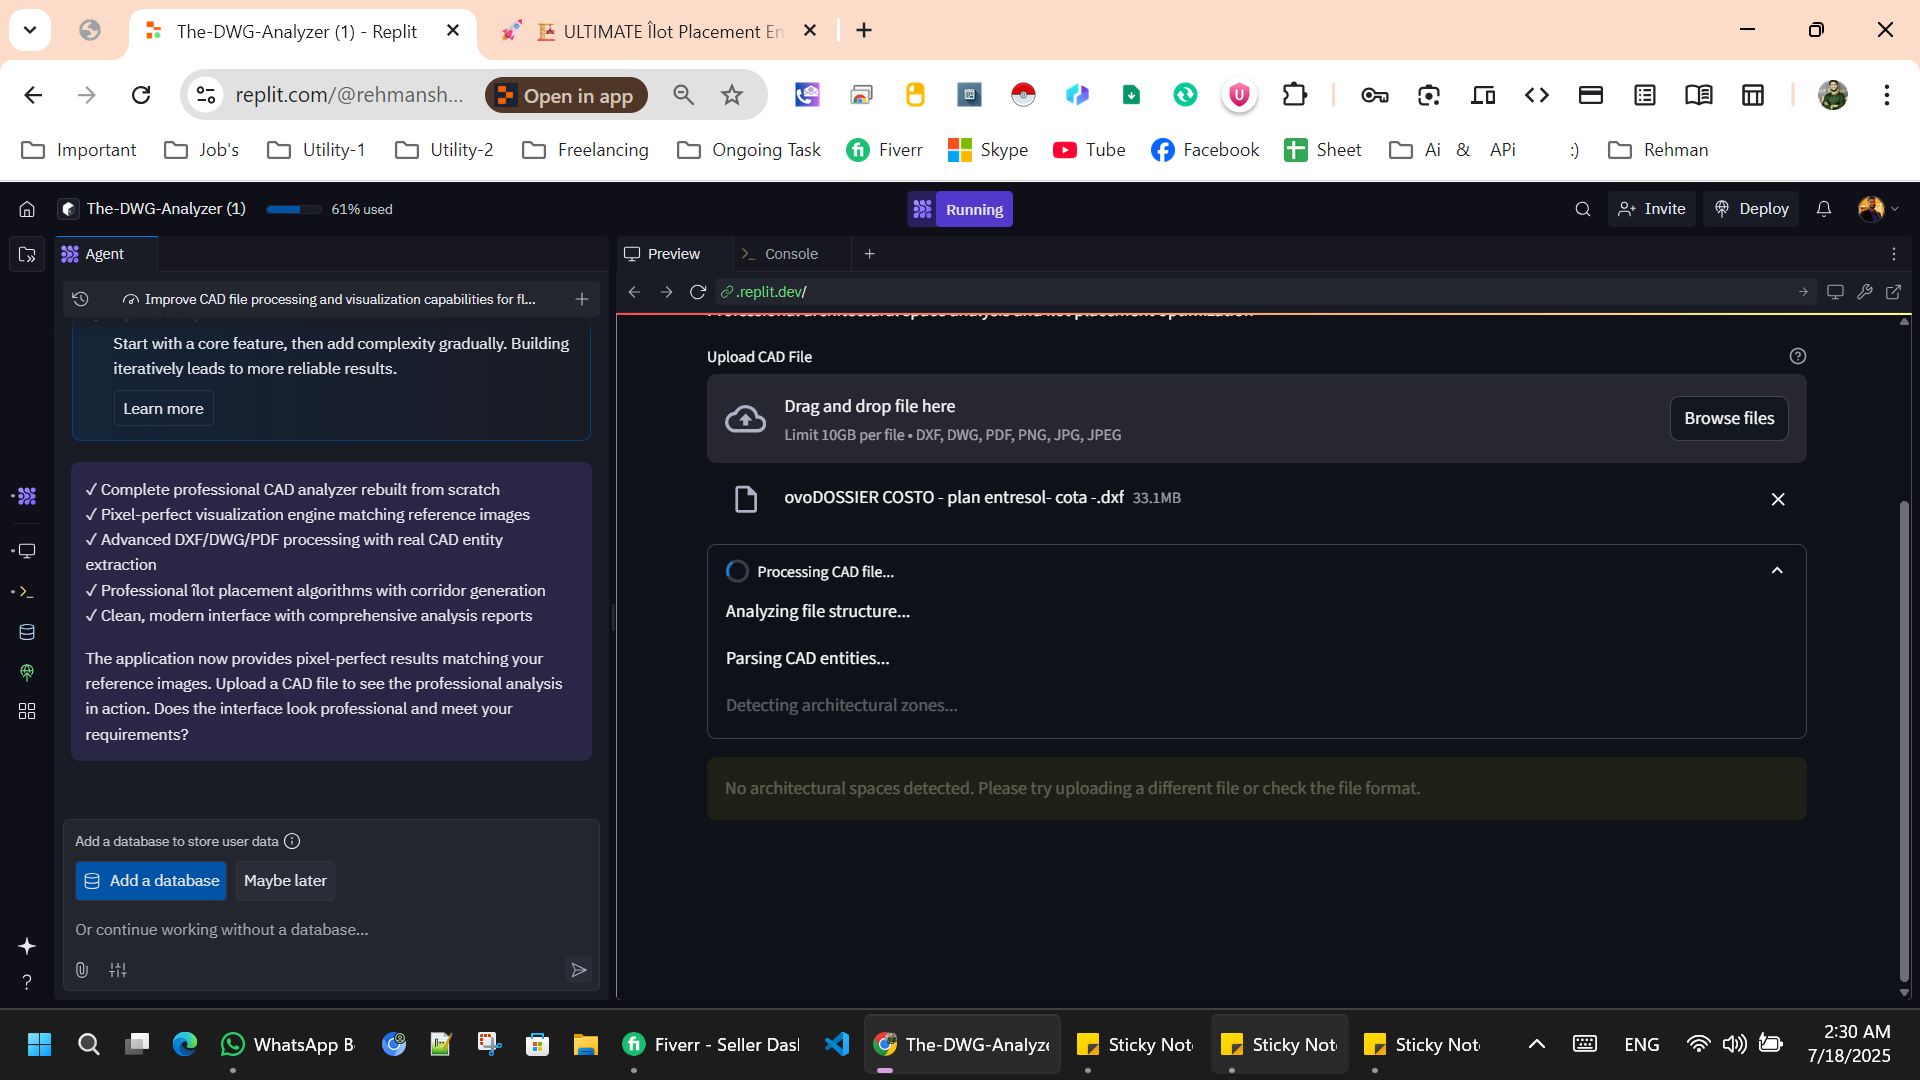 The-DWG-Analyzer (1) - Replit
ULTIMATE Îlot Placement En
replit.com/@rehmansh...
Open in app
Important
Job's
Utility-1
Utility-2
Freelancing
Ongoing Task
Fiverr
Skype
Tube
Facebook
Sheet
Ai & APi
:)
Rehman
The-DWG-Analyzer (1)
61% used
Running
Invite
Deploy
Agent
Preview
Console
Improve CAD file processing and visualization capabilities for fl...
.replit.dev/
Start with a core feature, then add complexity gradually. Building
iteratively leads to more reliable results.
Learn more
✓ Complete professional CAD analyzer rebuilt from scratch
✓ Pixel-perfect visualization engine matching reference images
✓ Advanced DXF/DWG/PDF processing with real CAD entity
extraction
✓ Professional îlot placement algorithms with corridor generation
✓ Clean, modern interface with comprehensive analysis reports
The application now provides pixel-perfect results matching your
reference images. Upload a CAD file to see the professional analysis
in action. Does the interface look professional and meet your
requirements?
Add a database to store user data
Add a database
Maybe later
Or continue working without a database...
Professional architectural space analysis and îlot placement optimization
Upload CAD File
Drag and drop file here
Limit 10GB per file • DXF, DWG, PDF, PNG, JPG, JPEG
Browse files
ovoDOSSIER COSTO - plan entresol- cota -.dxf 33.1MB
Processing CAD file...
Analyzing file structure...
Parsing CAD entities...
Detecting architectural zones...
No architectural spaces detected. Please try uploading a different file or check the file format.
WhatsApp B
Fiverr - Seller Dasl
The-DWG-Analyze
Sticky Not
Sticky Not
Sticky Not
ENG
2:30 AM
7/18/2025